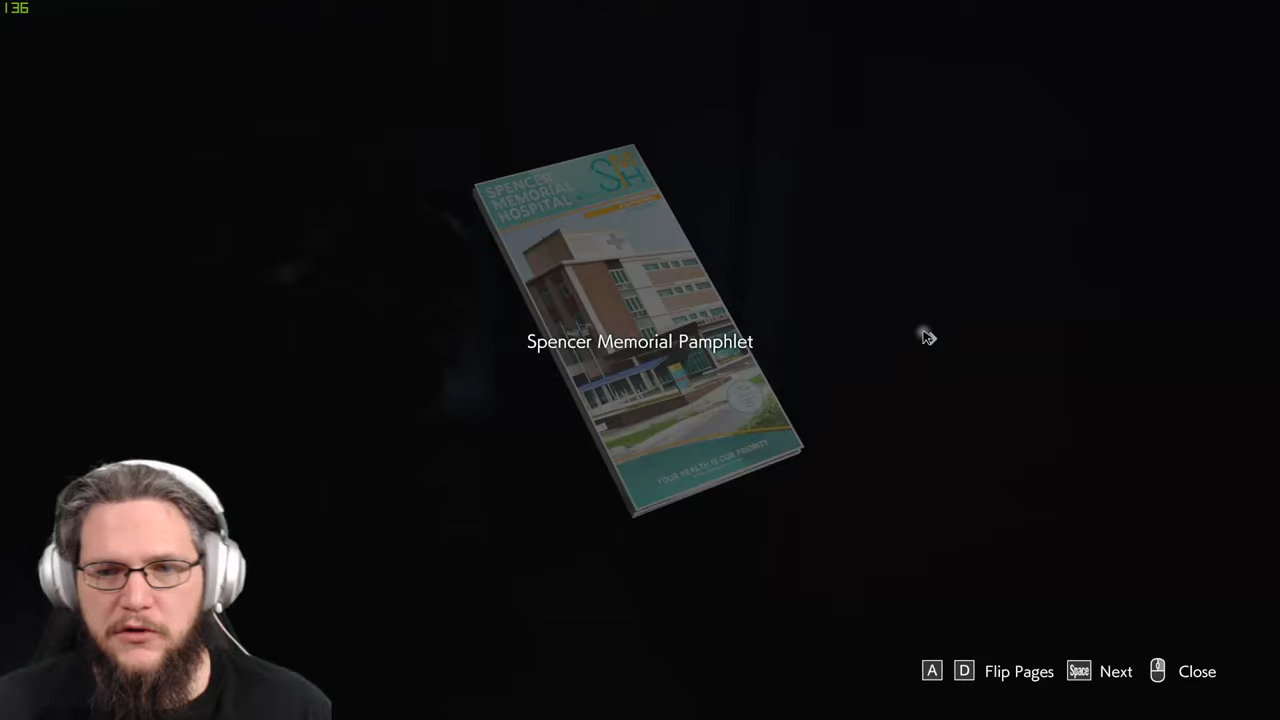 136
SPENCER
MEMORIAL
HOSPITAL
SMH
Spencer Memorial Pamphlet
YOUR HEALTH IS OUR PRIORITY
A D Flip Pages Space Next Close